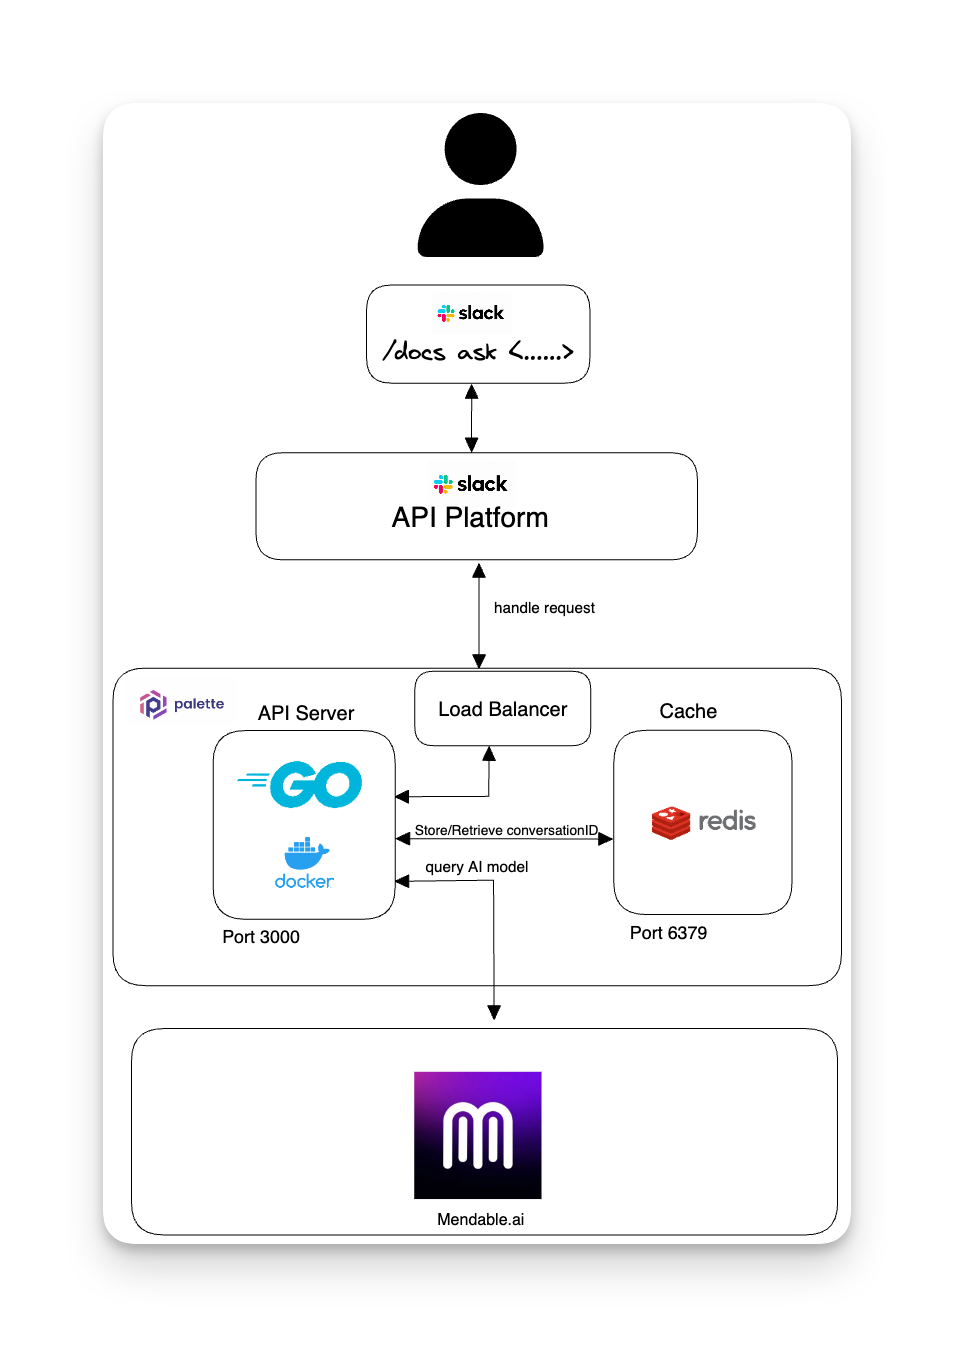 slack
/docs ask <......>
slack
API Platform
handle request
palette
API Server
Load Balancer
Cache
GO
Store/Retrieve conversationID
redis
query AI model
docker
Port 3000
Port 6379
Mendable.ai